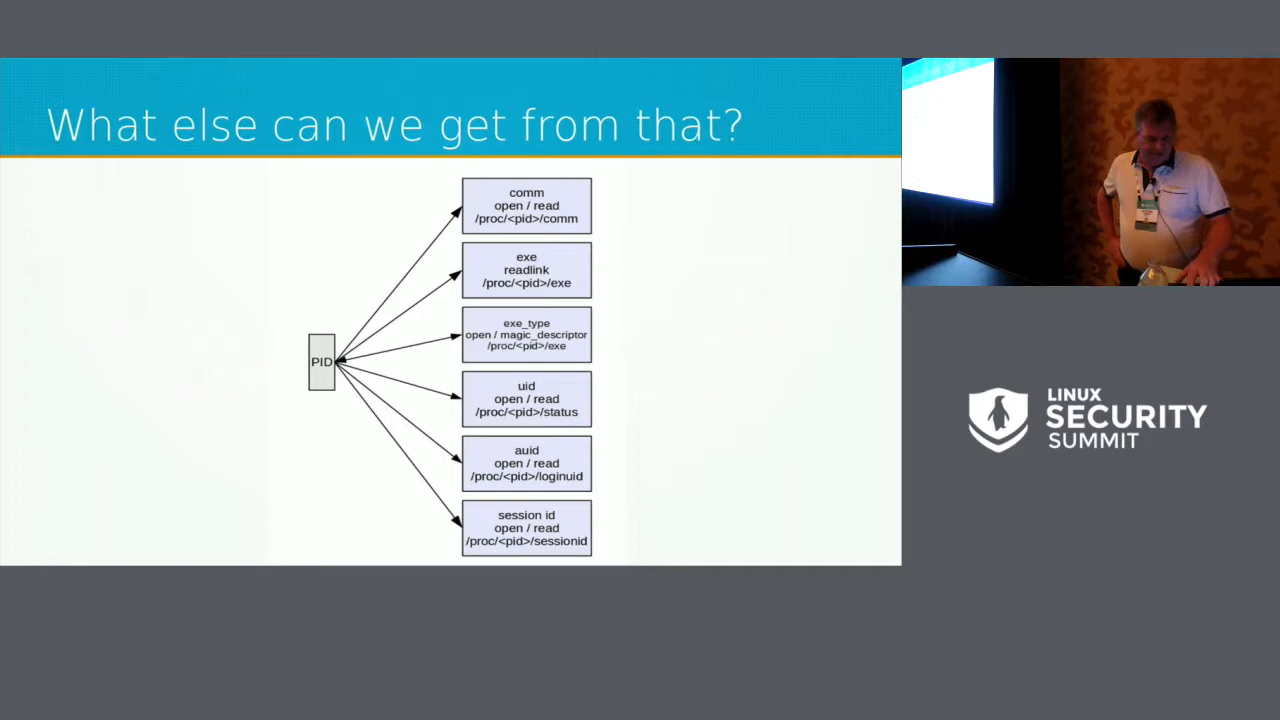 What else can we get from that?
PID
comm
open / read
/proc/<pid>/comm
exe
readlink
/proc/<pid>/exe
exe_type
open / magic_descriptor
/proc/<pid>/exe
uid
open / read
/proc/<pid>/status
auid
open / read
/proc/<pid>/loginuid
session id
open / read
/proc/<pid>/sessionid
LINUX
SECURITY
SUMMIT